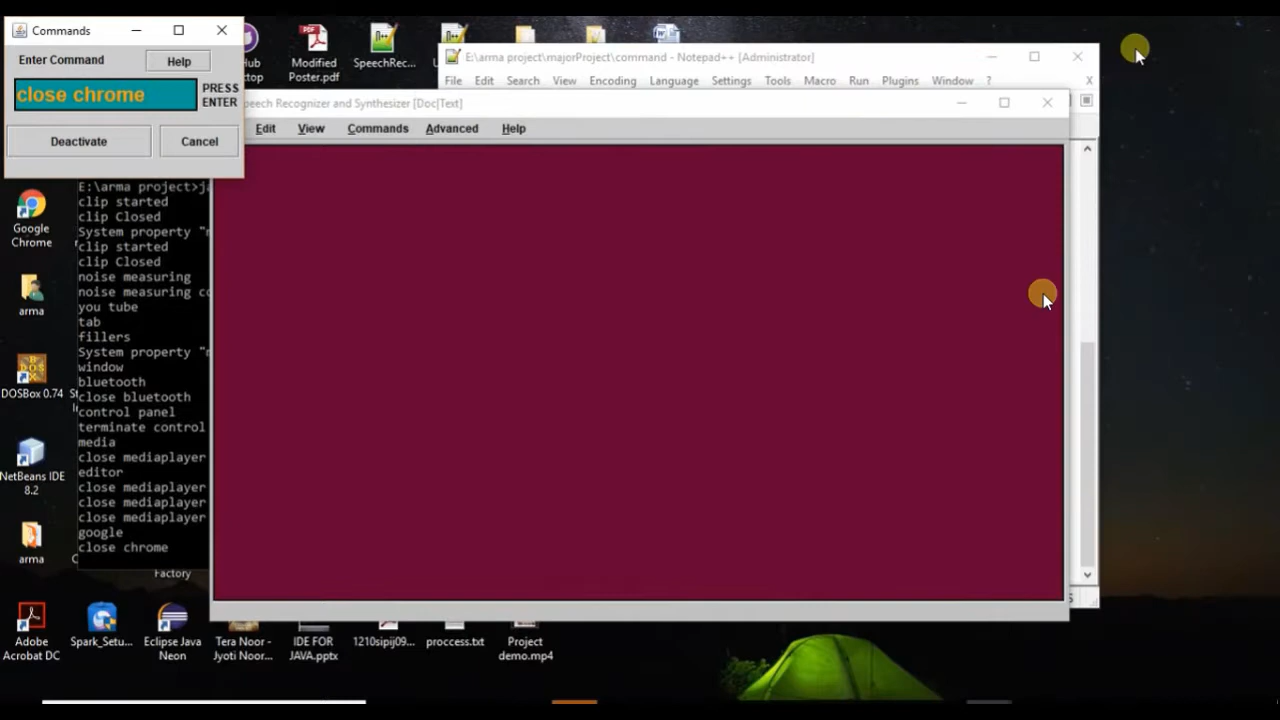 Commands
Enter Command
Help
close chrome
PRESS
ENTER
Deactivate
Cancel
Modified
Poster.pdf
SpeechRec...
E:\arma project\majorProject\command - Notepad++ [Administrator]
File Edit Search View Encoding Language Settings Tools Macro Run Plugins Window ? X
peech Recognizer and Synthesizer [Doc|Text]
Edit View Commands Advanced Help
E:\arma project>ja
clip started
clip Closed
System property "
clip started
clip Closed
noise measuring
noise measuring co
you tube
tab
fillers
System property "
window
bluetooth
close bluetooth
control panel
terminate control
media
close mediaplayer
editor
close mediaplayer
close mediaplayer
close mediaplayer
google
close chrome
Google
Chrome
arma
DOSBox 0.74
NetBeans IDE
8.2
arma
Factory
Adobe
Acrobat DC
Spark_Setu...
Eclipse Java
Neon
Tera Noor -
Jyoti Noor...
IDE FOR
JAVA.pptx
1210sipij09...
proccess.txt
Project
demo.mp4